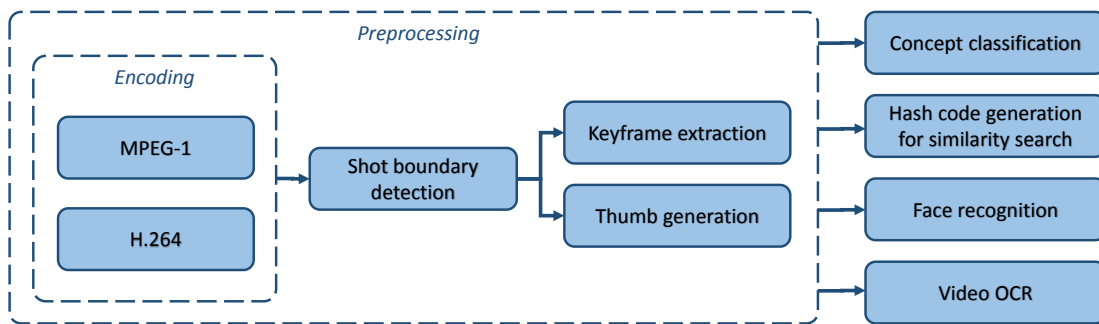 Preprocessing
Encoding
MPEG-1
H.264
Shot boundary
detection
Keyframe extraction
Thumb generation
Concept classification
Hash code generation
for similarity search
Face recognition
Video OCR